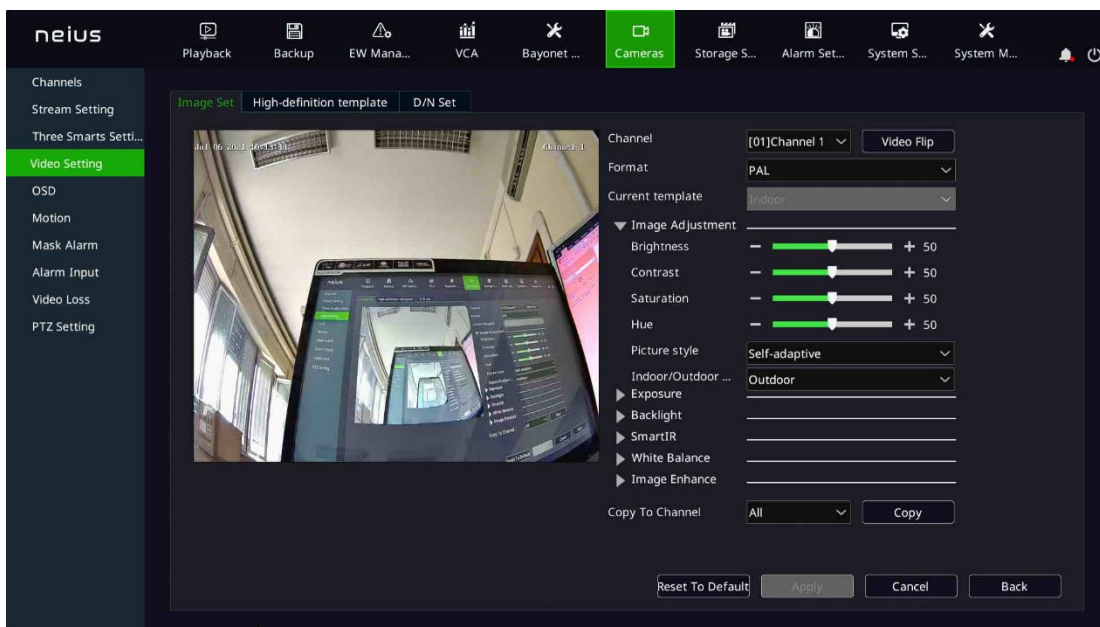 neius
Playback
Backup
EW Mana...
VCA
Bayonet ...
Cameras
Storage S...
Alarm Set...
System S...
System M...
Channels
Stream Setting
Three Smarts Setti...
Video Setting
OSD
Motion
Mask Alarm
Alarm Input
Video Loss
PTZ Setting
Image Set
High-definition template
D/N Set
Jul 06 2021
Channel 1
Channel
[01]Channel 1
Video Flip
Format
PAL
Current template
Indoor
Image Adjustment
Brightness
50
Contrast
50
Saturation
50
Hue
50
Picture style
Self-adaptive
Indoor/Outdoor ...
Outdoor
Exposure
Backlight
SmartIR
White Balance
Image Enhance
Copy To Channel
All
Copy
Reset To Default
Apply
Cancel
Back